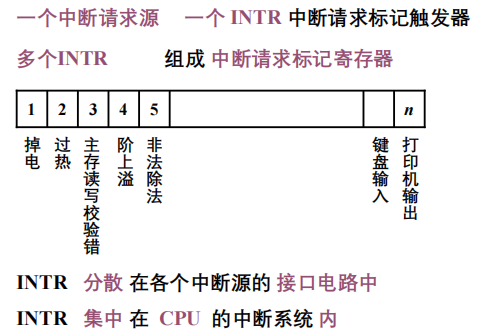 一个中断请求源 一个 INTR 中断请求标记触发器
多个INTR 组成 中断请求标记寄存器
1 2 3 4 5 n
掉电 过热 主存读写校验错 阶上溢 非法除法 键盘输入 打印机输出
INTR 分散 在各个中断源的 接口电路中
INTR 集中 在 CPU 的中断系统 内